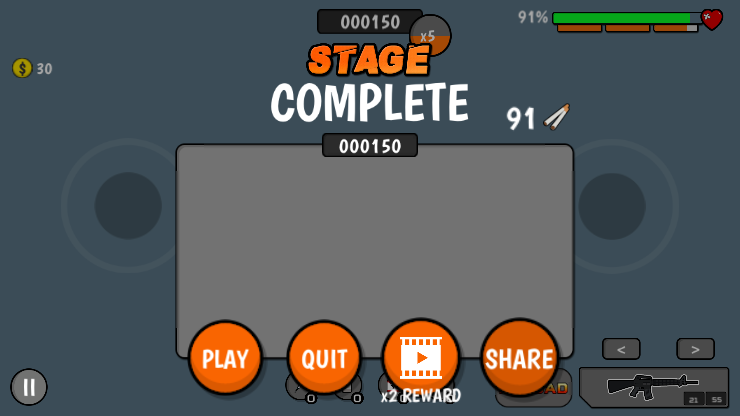 000150
x5
91%
$ 30
STAGE
COMPLETE
91
000150
PLAY
QUIT
SHARE
x2 REWARD
0
0
< >
21 55